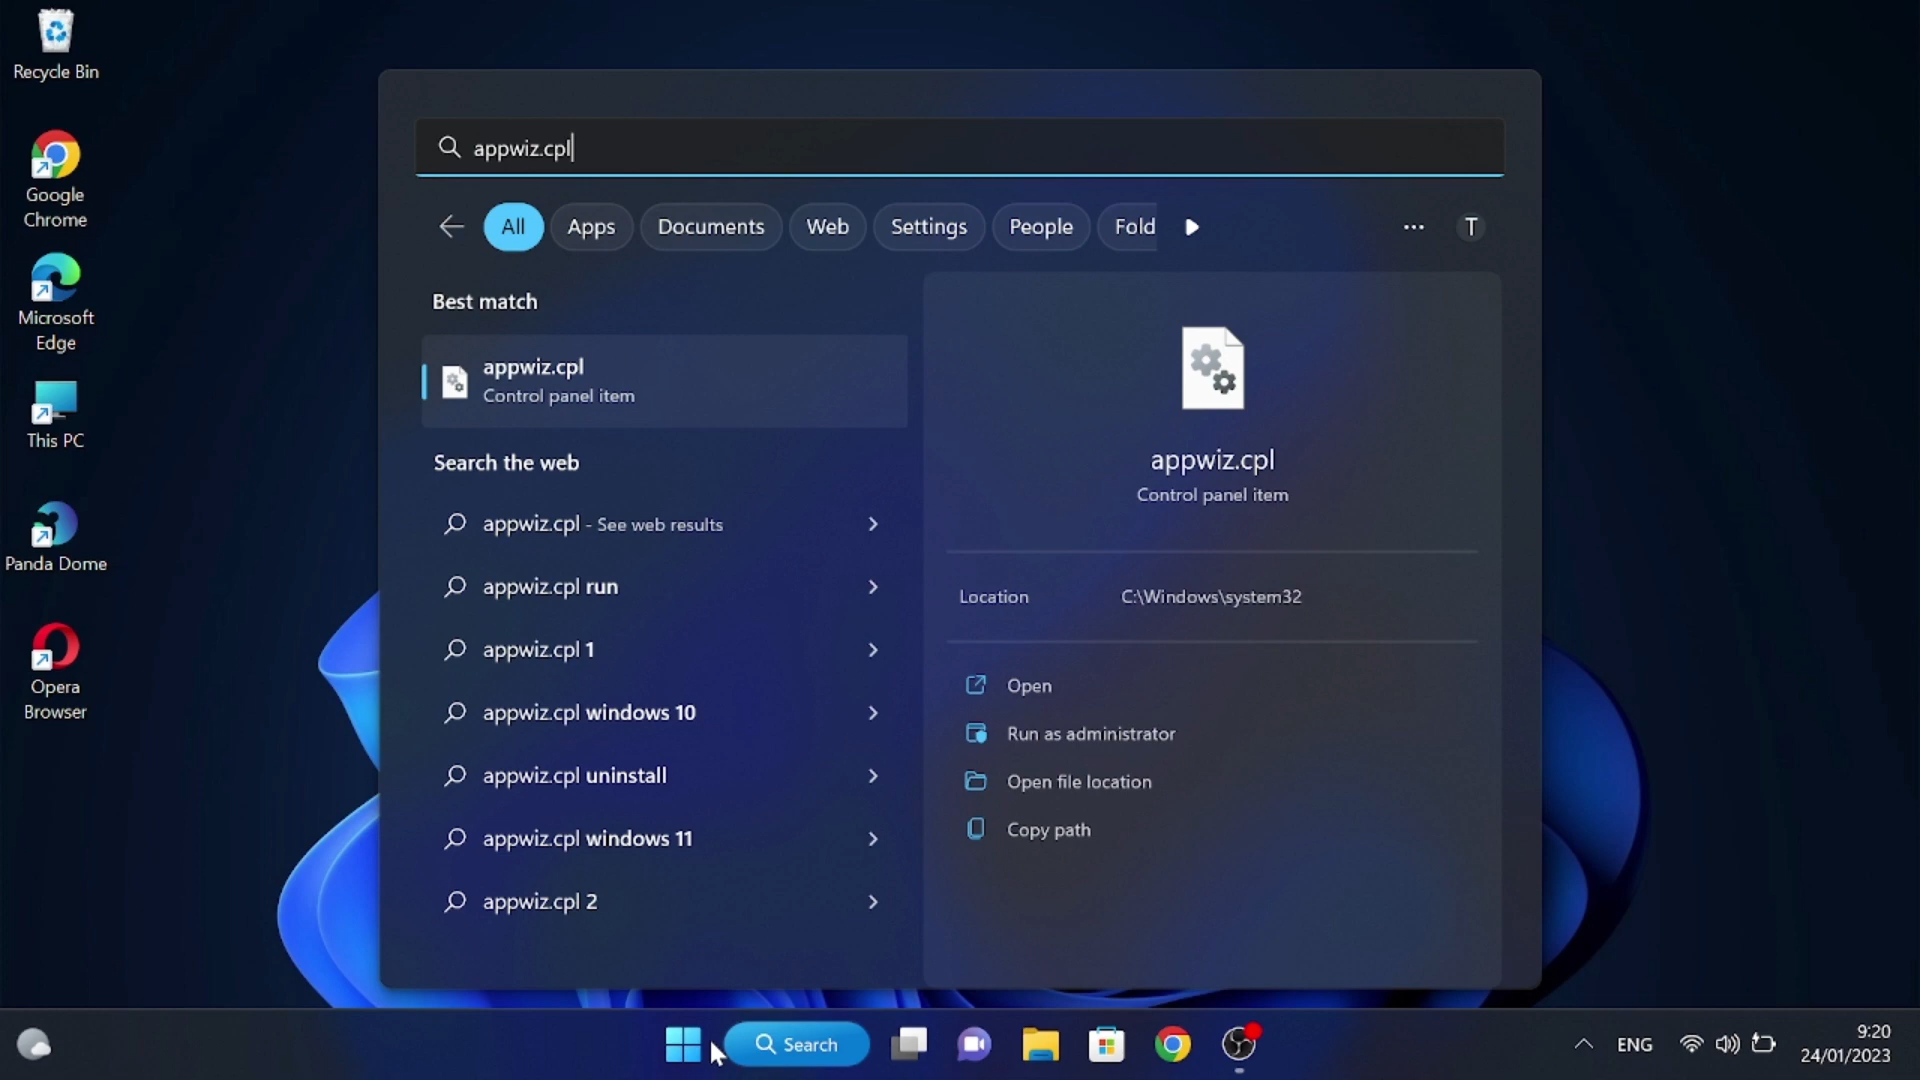 Recycle Bin
Google
Chrome
Microsoft
Edge
This PC
Panda Dome
Opera
Browser
appwiz.cpl
All
Apps
Documents
Web
Settings
People
Fold
...
T
Best match
appwiz.cpl
Control panel item
Search the web
appwiz.cpl - See web results
appwiz.cpl run
appwiz.cpl 1
appwiz.cpl windows 10
appwiz.cpl uninstall
appwiz.cpl windows 11
appwiz.cpl 2
appwiz.cpl
Control panel item
Location C:\Windows\system32
Open
Run as administrator
Open file location
Copy path
Search
ENG
9:20
24/01/2023